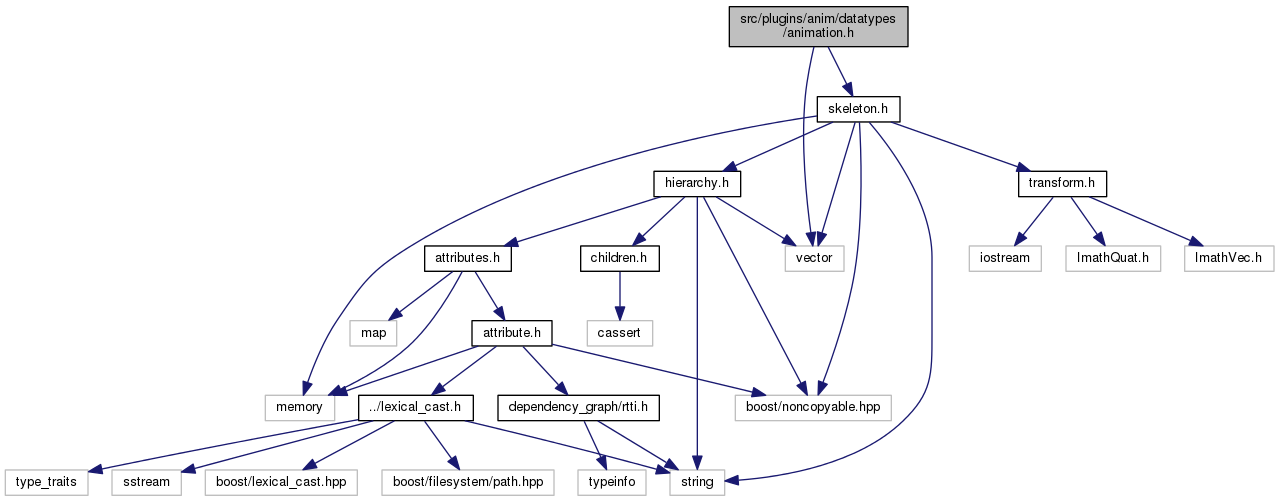 src/plugins/anim/datatypes
/animation.h
skeleton.h
hierarchy.h
transform.h
attributes.h
children.h
vector
iostream
ImathQuat.h
ImathVec.h
map
attribute.h
cassert
memory
../lexical_cast.h
dependency_graph/rtti.h
boost/noncopyable.hpp
type_traits
sstream
boost/lexical_cast.hpp
boost/filesystem/path.hpp
typeinfo
string